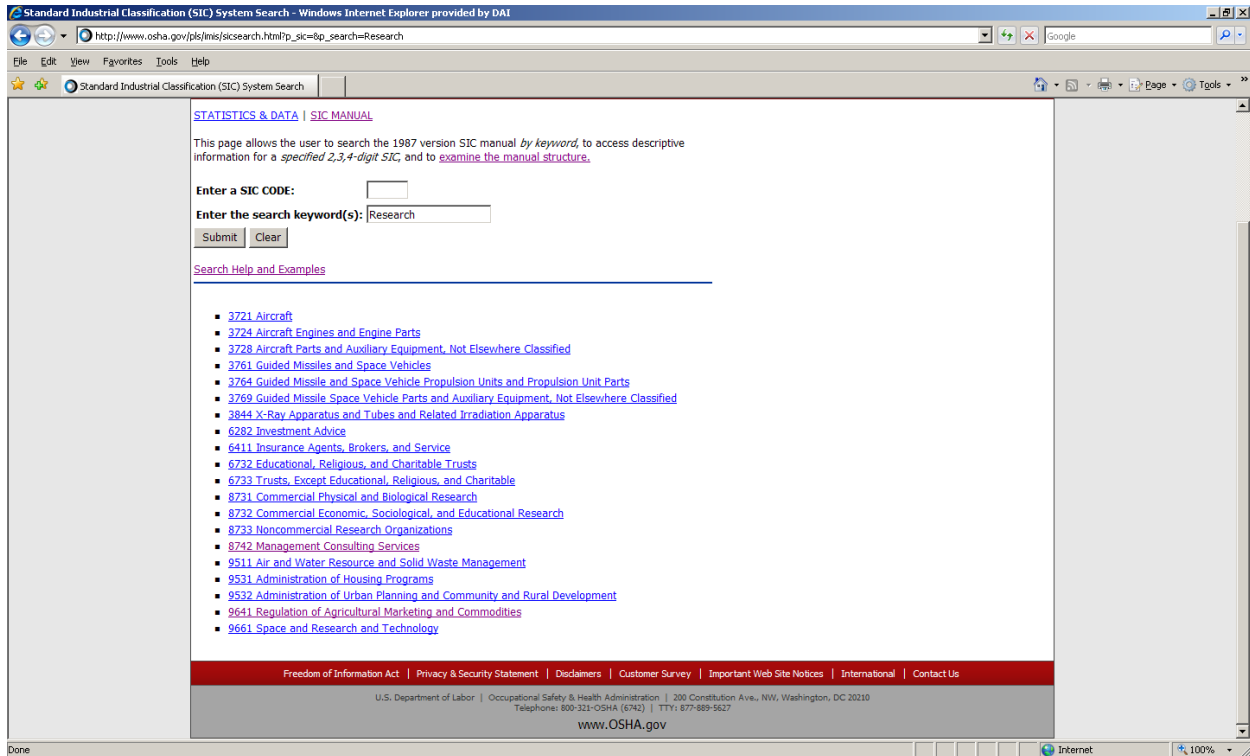 Standard Industrial Classification (SIC) System Search - Windows Internet Explorer provided by DAI
http://www.osha.gov/pls/imis/sicsearch.html?p_sic=&p_search=Research
Google
File Edit View Favorites Tools Help
Standard Industrial Classification (SIC) System Search
Page Tools
STATISTICS & DATA | SIC MANUAL
This page allows the user to search the 1987 version SIC manual by keyword, to access descriptive
information for a specified 2,3,4-digit SIC, and to examine the manual structure.
Enter a SIC CODE:
Enter the search keyword(s): Research
Submit Clear
Search Help and Examples
3721 Aircraft
3724 Aircraft Engines and Engine Parts
3728 Aircraft Parts and Auxiliary Equipment, Not Elsewhere Classified
3761 Guided Missiles and Space Vehicles
3764 Guided Missile and Space Vehicle Propulsion Units and Propulsion Unit Parts
3769 Guided Missile Space Vehicle Parts and Auxiliary Equipment, Not Elsewhere Classified
3844 X-Ray Apparatus and Tubes and Related Irradiation Apparatus
6282 Investment Advice
6411 Insurance Agents, Brokers, and Service
6732 Educational, Religious, and Charitable Trusts
6733 Trusts, Except Educational, Religious, and Charitable
8731 Commercial Physical and Biological Research
8732 Commercial Economic, Sociological, and Educational Research
8733 Noncommercial Research Organizations
8742 Management Consulting Services
9511 Air and Water Resource and Solid Waste Management
9531 Administration of Housing Programs
9532 Administration of Urban Planning and Community and Rural Development
9641 Regulation of Agricultural Marketing and Commodities
9661 Space and Research and Technology
Freedom of Information Act | Privacy & Security Statement | Disclaimers | Customer Survey | Important Web Site Notices | International | Contact Us
U.S. Department of Labor | Occupational Safety & Health Administration | 200 Constitution Ave., NW, Washington, DC 20210
Telephone: 800-321-OSHA (6742) | TTY: 877-889-5627
www.OSHA.gov
Done Internet 100%